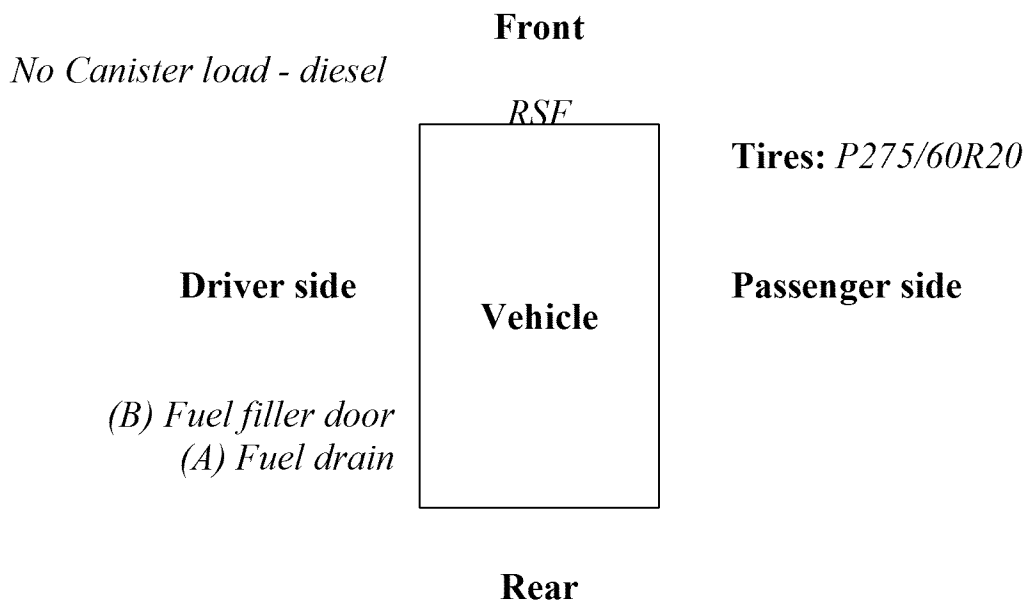 Front
No Canister load - diesel
RSF
Tires: P275/60R20
Driver side
Passenger side
Vehicle
(B) Fuel filler door
(A) Fuel drain
Rear